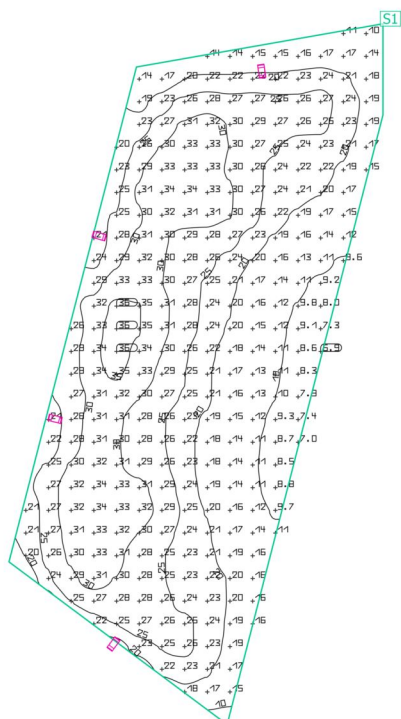 S1
+11 +10
+14 +14 +15 +15 +16 +17 +17 +14
+14 +17 +20 +22 +22 20 +22 +24 +21 +18
+19 +23 +26 +28 +29 +27 +26 +26 +27 +24 +19
+23 +27 +31 +32 +30 +26 +25 +26 +25 +23 +19
+20 +30 +33 +33 +33 +30 +25 +24 +23 +21 +17
+23 +29 +33 +33 +33 +30 +26 +24 +22 +22 +19 +15
+25 +31 +34 +34 +33 +30 +27 +24 +21 +17
+25 +30 +32 +31 +31 +30 +26 +22 +19 +17 +15
+21 +28 +31 +30 +29 +28 +27 +23 +19 +16 +14 +12
+24 +29 +32 +30 +28 +27 +24 +20 +16 +13 +11 9.6
+29 +33 +33 +30 +27 +25 +21 +17 +14 +11 +9.2
+32 36 +35 +31 +28 +24 +20 +16 +12 +9.8 +8.0
+26 +33 36 +35 +31 +28 +24 +20 +15 +12 +9.1 +7.3
+28 +34 36 +34 +30 +26 +22 +18 +14 +11 +8.6 6.9
+28 +34 +35 +33 +29 +25 +21 +17 +14 +11 +8.3
+27 +31 +32 +30 +27 +25 +21 +16 +13 +10 +7.9
+21 +28 +31 +31 +28 +26 +23 +19 +15 +12 +9.3 +7.4
+22 +28 +31 +30 +28 +26 +22 +18 +14 +11 +8.7 +7.0
+25 +30 +32 +31 +29 +26 +23 +18 +14 +11 +8.5
+27 +32 +34 +32 +29 +28 +24 +19 +14 +11 +8.8
+21 +27 +33 +34 +32 +30 +28 +25 +20 +16 +12 +9.7
+21 +27 +31 +33 +32 +30 +27 +24 +21 +17 +14 +11
+20 +26 +30 +33 +31 +28 +25 +23 +21 +19 +16
+24 +29 +31 +30 +28 +25 +23 +22 +20 +16
+25 +28 +29 +28 +26 +25 +23 +20 +16
+22 +25 +27 +28 +26 +24 +19 +16
+23 +25 +26 +23
+22 +23 +21 +17
+18 +17 +15
10